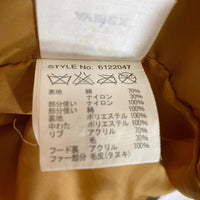 STYLE No. 6122047
表地 綿 70%
ナイロン 30%
部分使い ナイロン 100%
部分使い 綿 100%
裏地 ポリエステル 100%
中わた ポリエステル 100%
リブ アクリル 70%
毛 30%
フード裏 アクリル 100%
ファー部分 毛皮(タヌキ)